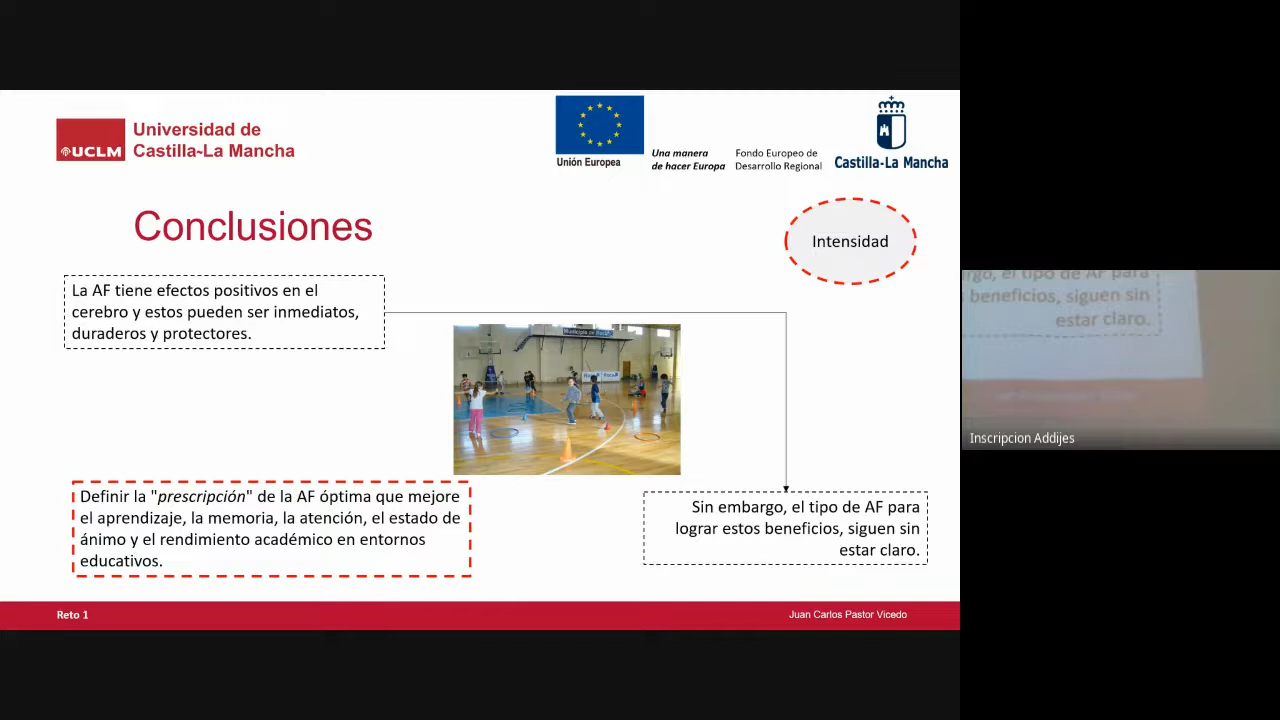 UCLM
Universidad de
Castilla-La Mancha
Unión Europea
Una manera
de hacer Europa
Fondo Europeo de
Desarrollo Regional
Castilla-La Mancha
Conclusiones
Intensidad
La AF tiene efectos positivos en el
cerebro y estos pueden ser inmediatos,
duraderos y protectores.
Definir la "prescripción" de la AF óptima que mejore
el aprendizaje, la memoria, la atención, el estado de
ánimo y el rendimiento académico en entornos
educativos.
Sin embargo, el tipo de AF para
lograr estos beneficios, siguen sin
estar claro.
Reto 1
Juan Carlos Pastor Vicedo
el tipo de AF para
beneficios, siguen sin
estar claro.
Inscripcion Addijes